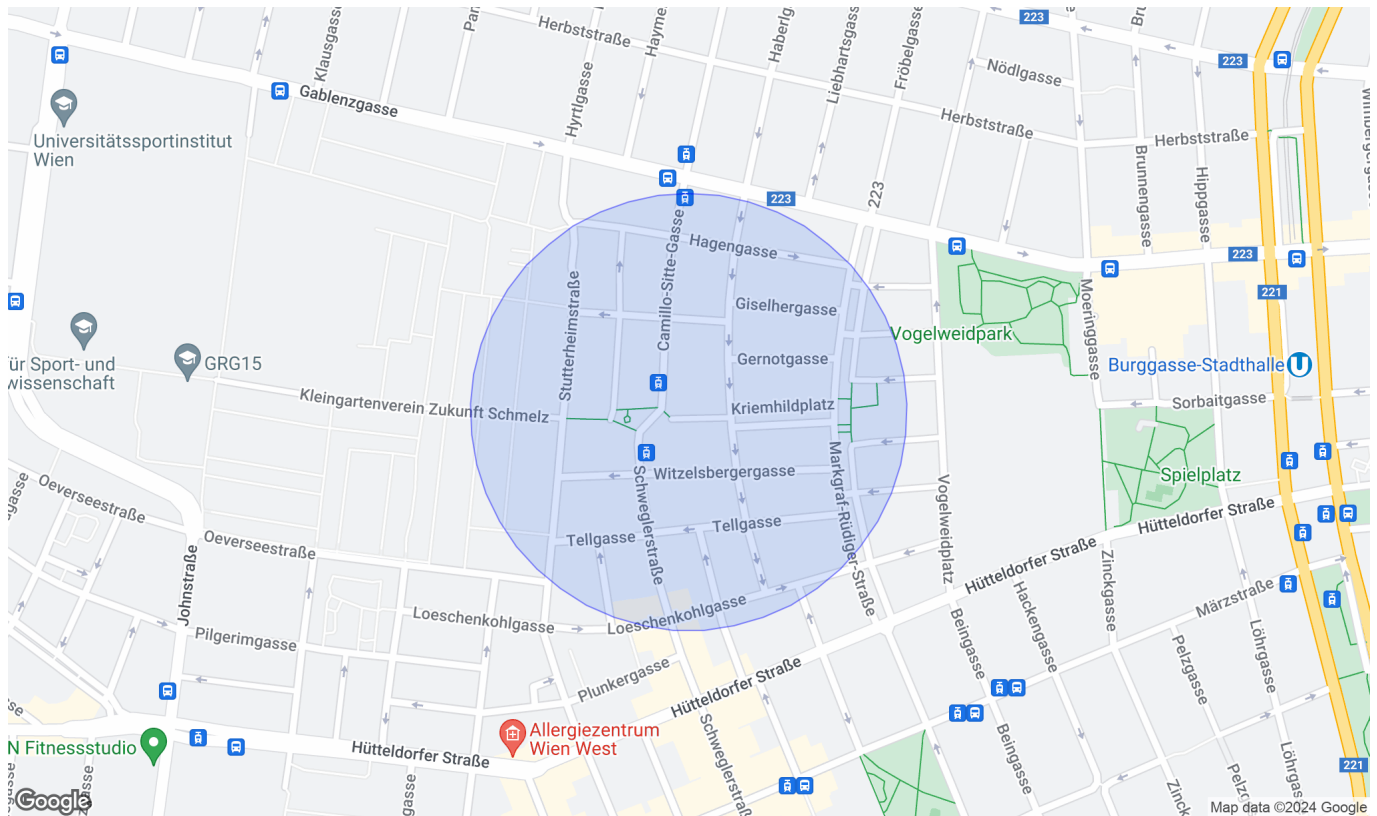 Herbststraße
223
Nödlgasse
223
Klausgasse
Hyrtlgasse
Liebhartsgasse
Fröbelgasse
Gablenzgasse
Universitätssportinstitut
Wien
Herbststraße
Herbststraße
Brunnengasse
Hippgasse
223
223
Hagengasse
Camillo-Sitte-Gasse
Stutterheimstraße
223
221
Giselhergasse
Moeringgasse
Vogelweidpark
für Sport- und
wissenschaft
GRG15
Gernotgasse
Burggasse-Stadthalle
Kleingartenverein Zukunft Schmelz
Kriemhildplatz
Sorbaitgasse
Markgraf-Rüdiger-Straße
Witzelsbergergasse
Schweglerstraße
Vogelweidplatz
Spielplatz
Oeverseestraße
Oeverseestraße
Tellgasse
Tellgasse
Hütteldorfer Straße
Hütteldorfer Straße
Zinckgasse
Johnstraße
Loeschenkohlgasse
Loeschenkohlgasse
Hackengasse
Märzstraße
Pilgerimgasse
Beingasse
Pelzgasse
Löhrgasse
Plunkergasse
Hütteldorfer Straße
Schweglerstraße
Allergiezentrum
Wien West
N Fitnessstudio
Hütteldorfer Straße
Beingasse
221
Google
Map data ©2024 Google